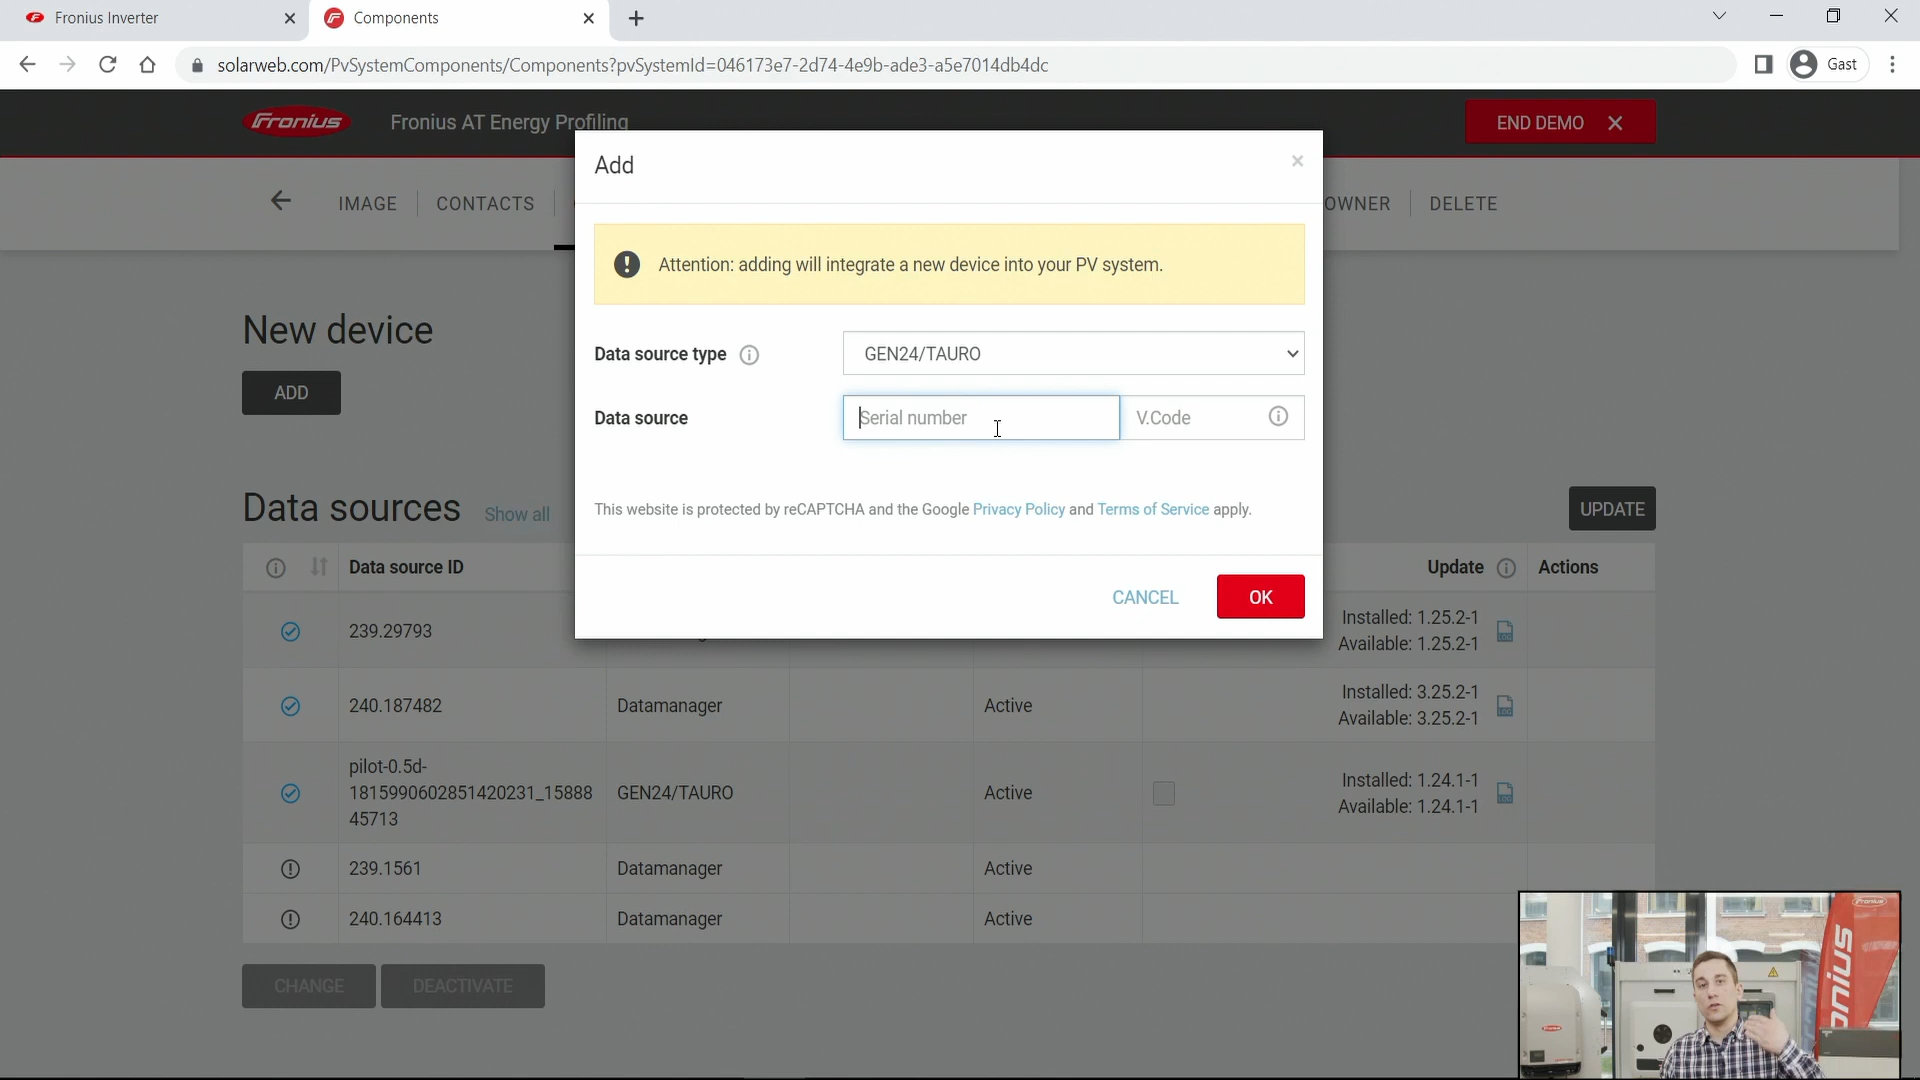 Fronius Inverter
Components
solarweb.com/PvSystemComponents/Components?pvSystemId=046173e7-2d74-4e9b-ade3-a5e7014db4dc
Gast
Fronius
Fronius AT Energy Profiling
END DEMO
IMAGE
CONTACTS
OWNER
DELETE
Add
Attention: adding will integrate a new device into your PV system.
Data source type
GEN24/TAURO
Data source
Serial number
V.Code
This website is protected by reCAPTCHA and the Google Privacy Policy and Terms of Service apply.
CANCEL
OK
New device
ADD
Data sources
Show all
UPDATE
Data source ID
Update
Actions
239.29793
Installed: 1.25.2-1
Available: 1.25.2-1
240.187482
Datamanager
Active
Installed: 3.25.2-1
Available: 3.25.2-1
pilot-0.5d-
1815990602851420231_15888
45713
GEN24/TAURO
Active
Installed: 1.24.1-1
Available: 1.24.1-1
239.1561
Datamanager
Active
240.164413
Datamanager
Active
CHANGE
DEACTIVATE